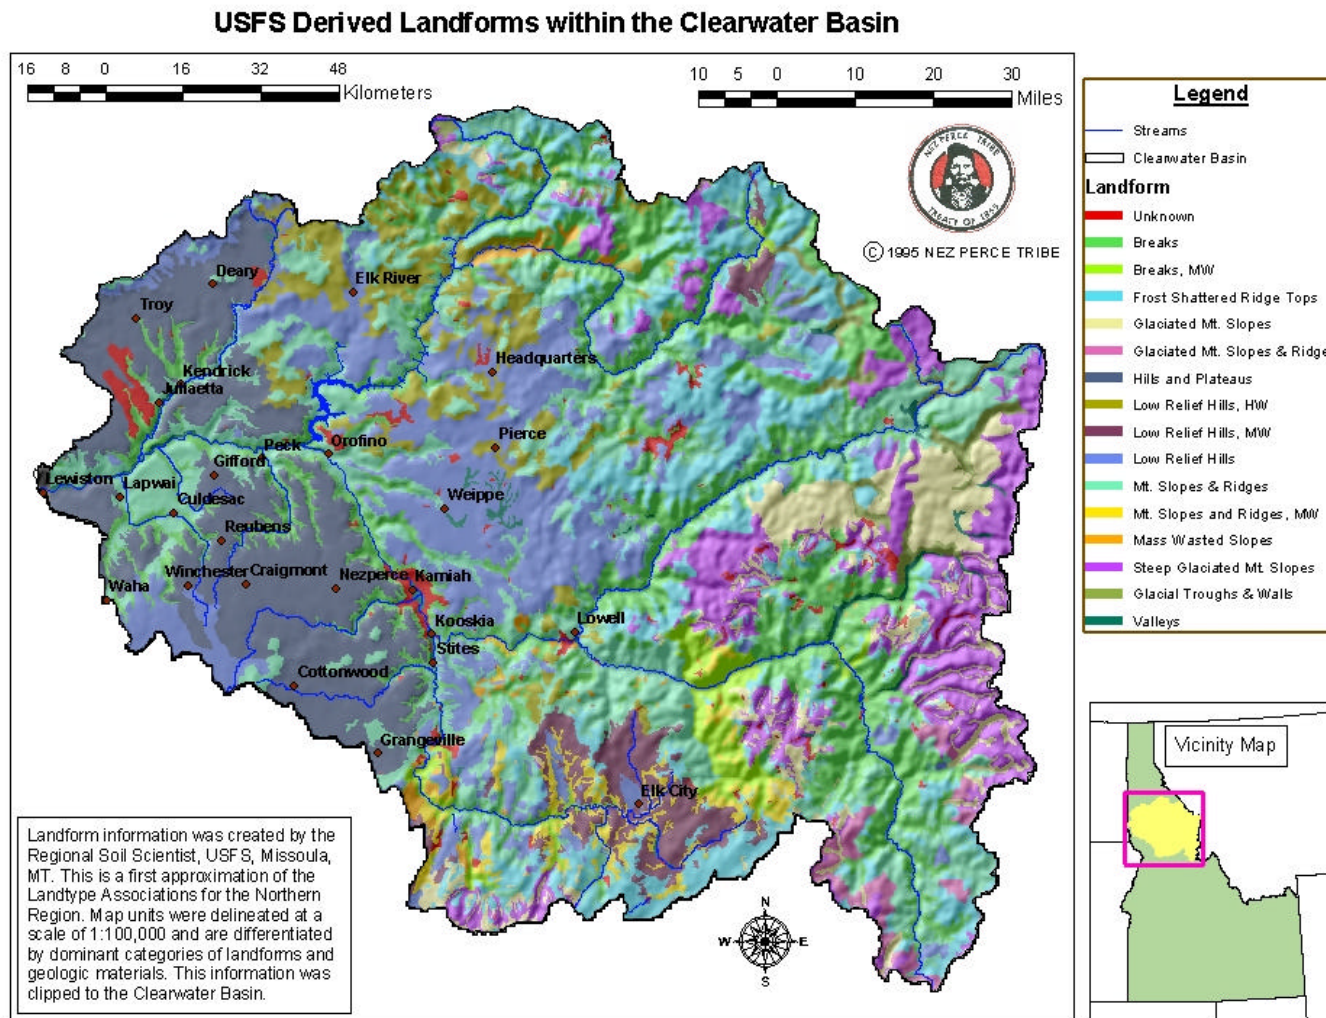 USFS Derived Landforms within the Clearwater Basin
16 8 0 16 32 48
Kilometers
10 5 0 10 20 30
Miles
NEZ PERCE TRIBE
TREATY OF 1855
© 1995 NEZ PERCE TRIBE
Deary
Elk River
Troy
Headquarters
Kendrick
Juliaetta
Pierce
Orofino
Peck
Gifford
Lewiston
Lapwai
Weippe
Culdesac
Reubens
Winchester
Craigmont
Nezperce
Kamiah
Waha
Kooskia
Lowell
Stites
Cottonwood
Grangeville
Elk City
Legend
Streams
Clearwater Basin
Landform
Unknown
Breaks
Breaks, MW
Frost Shattered Ridge Tops
Glaciated Mt. Slopes
Glaciated Mt. Slopes & Ridge
Hills and Plateaus
Low Relief Hills, HW
Low Relief Hills, MW
Low Relief Hills
Mt. Slopes & Ridges
Mt. Slopes and Ridges, MW
Mass Wasted Slopes
Steep Glaciated Mt. Slopes
Glacial Troughs & Walls
Valleys
Vicinity Map
Landform information was created by the
Regional Soil Scientist, USFS, Missoula,
MT. This is a first approximation of the
Landtype Associations for the Northern
Region. Map units were delineated at a
scale of 1:100,000 and are differentiated
by dominant categories of landforms and
geologic materials. This information was
clipped to the Clearwater Basin.
N
W E
S